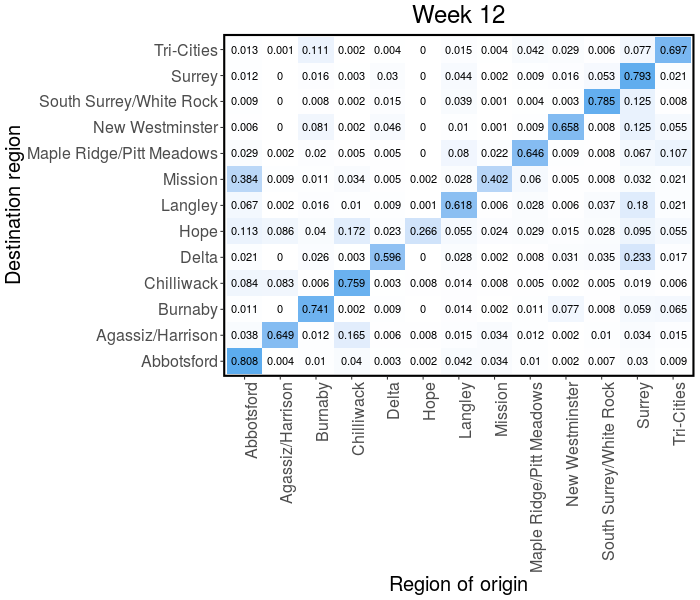 Week 12
Destination region
Tri-Cities 0.013 0.001 0.111 0.002 0.004 0 0.015 0.004 0.042 0.029 0.006 0.077 0.697
Surrey 0.012 0 0.016 0.003 0.03 0 0.044 0.002 0.009 0.016 0.053 0.793 0.021
South Surrey/White Rock 0.009 0 0.008 0.002 0.015 0 0.039 0.001 0.004 0.003 0.785 0.125 0.008
New Westminster 0.006 0 0.081 0.002 0.046 0 0.01 0.001 0.009 0.658 0.008 0.125 0.055
Maple Ridge/Pitt Meadows 0.029 0.002 0.02 0.005 0.005 0 0.08 0.022 0.646 0.009 0.008 0.067 0.107
Mission 0.384 0.009 0.011 0.034 0.005 0.002 0.028 0.402 0.06 0.005 0.008 0.032 0.021
Langley 0.067 0.002 0.016 0.01 0.009 0.001 0.618 0.006 0.028 0.006 0.037 0.18 0.021
Hope 0.113 0.086 0.04 0.172 0.023 0.266 0.055 0.024 0.029 0.015 0.028 0.095 0.055
Delta 0.021 0 0.026 0.003 0.596 0 0.028 0.002 0.008 0.031 0.035 0.233 0.017
Chilliwack 0.084 0.083 0.006 0.759 0.003 0.008 0.014 0.008 0.005 0.002 0.005 0.019 0.006
Burnaby 0.011 0 0.741 0.002 0.009 0 0.014 0.002 0.011 0.077 0.008 0.059 0.065
Agassiz/Harrison 0.038 0.649 0.012 0.165 0.006 0.008 0.015 0.034 0.012 0.002 0.01 0.034 0.015
Abbotsford 0.808 0.004 0.01 0.04 0.003 0.002 0.042 0.034 0.01 0.002 0.007 0.03 0.009
Abbotsford
Agassiz/Harrison
Burnaby
Chilliwack
Delta
Hope
Langley
Mission
Maple Ridge/Pitt Meadows
New Westminster
South Surrey/White Rock
Surrey
Tri-Cities
Region of origin